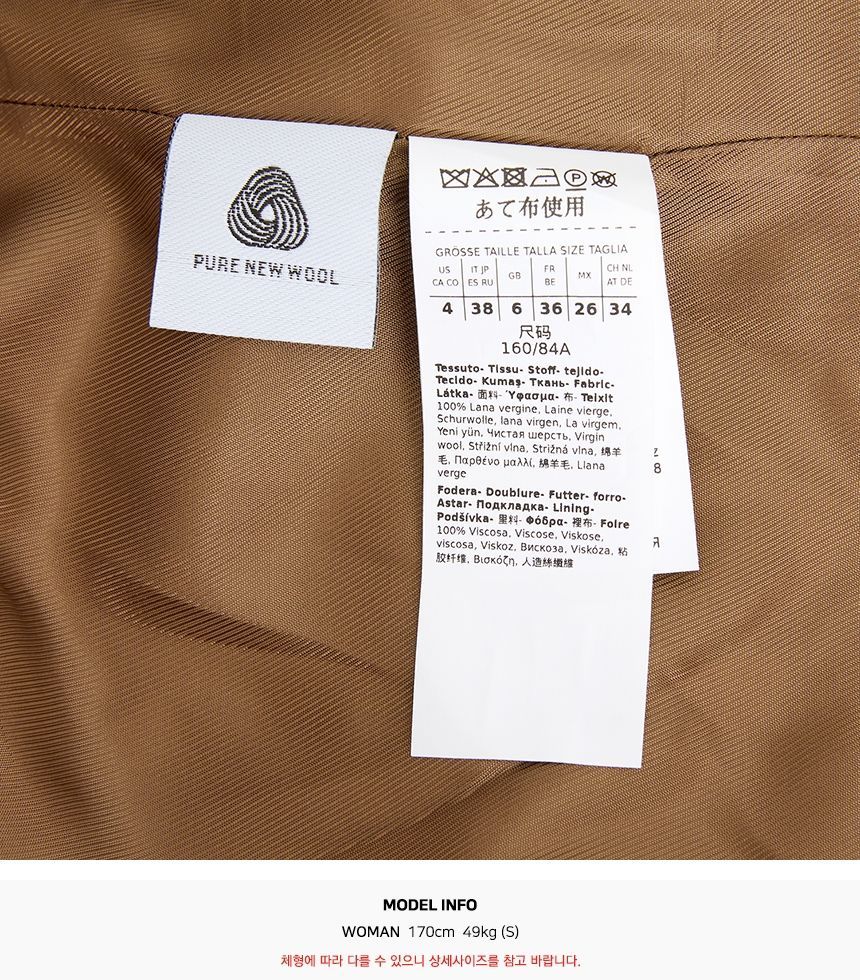 PURE NEW WOOL
P
W
あて布使用
GRÖSSE TAILLE TALLA SIZE TAGLIA
US IT JP GB FR MX CH NL
CA CO ES RU BE AT DE
4 38 6 36 26 34
尺码
160/84A
Tessuto- Tissu- Stoff- tejido-
Tecido- Kumaş- Ткань- Fabric-
Látka- 面料- Ύφασμα- 布- Teixit
100% Lana vergine, Laine vierge,
Schurwolle, lana virgen, La virgem,
Yeni yün, Чистая шерсть, Virgin
wool, Střižní vlna, Strižná vlna, 绵羊
毛, Παρθένο μαλλί, 綿羊毛, Llana
verge
Fodera- Doublure- Futter- forro-
Astar- Подкладка- Lining-
Podšívka- 里料- Φόδρα- 裡布- Foire
100% Viscosa, Viscose, Viskose,
viscosa, Viskoz, Вискоза, Viskóza, 粘
胶纤维, Βισκόζη, 人造絲纖維
8
MODEL INFO
WOMAN 170cm 49kg (S)
체형에 따라 다를 수 있으니 상세사이즈를 참고 바랍니다.